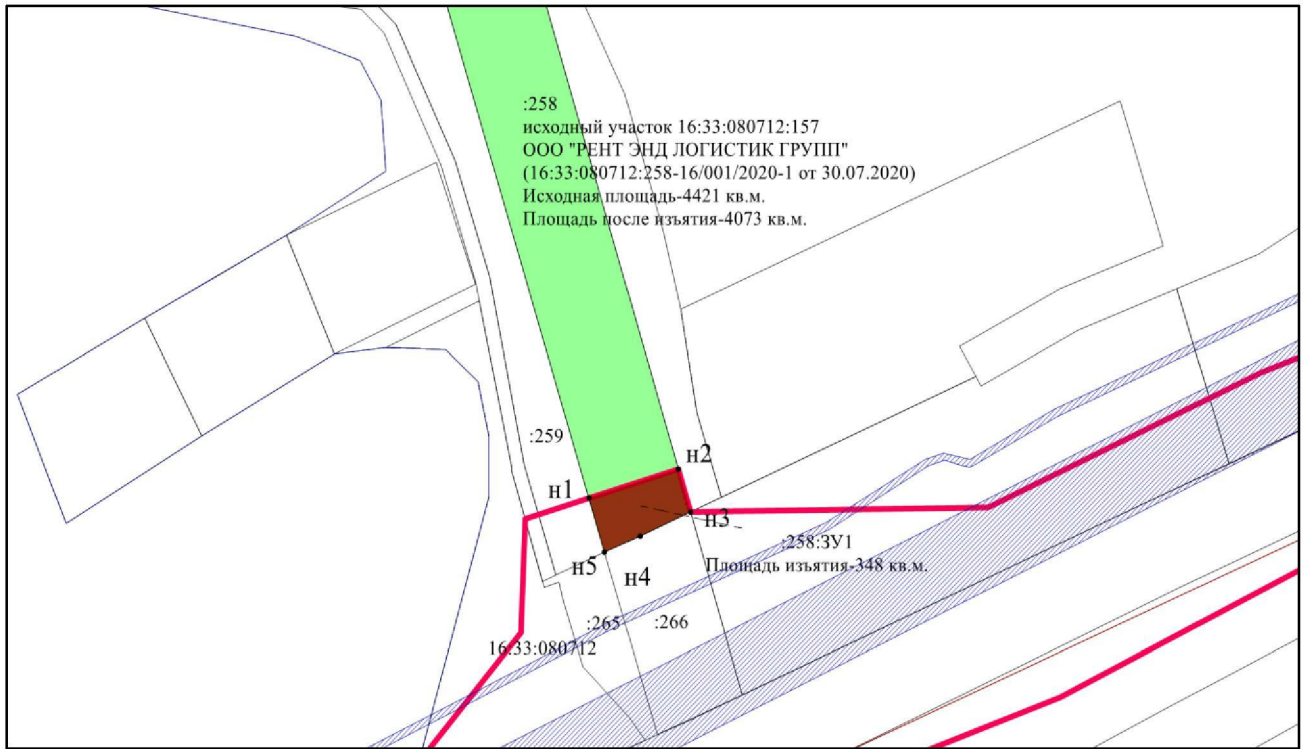 :258
исходный участок 16:33:080712:157
ООО "РЕНТ ЭНД ЛОГИСТИК ГРУПП"
(16:33:080712:258-16/001/2020-1 от 30.07.2020)
Исходная площадь-4421 кв.м.
Площадь после изъятия-4073 кв.м.
:259
н2
н1
н3
:258:ЗУ1
Площадь изъятия-348 кв.м.
н5
н4
:265
:266
16:33:080712